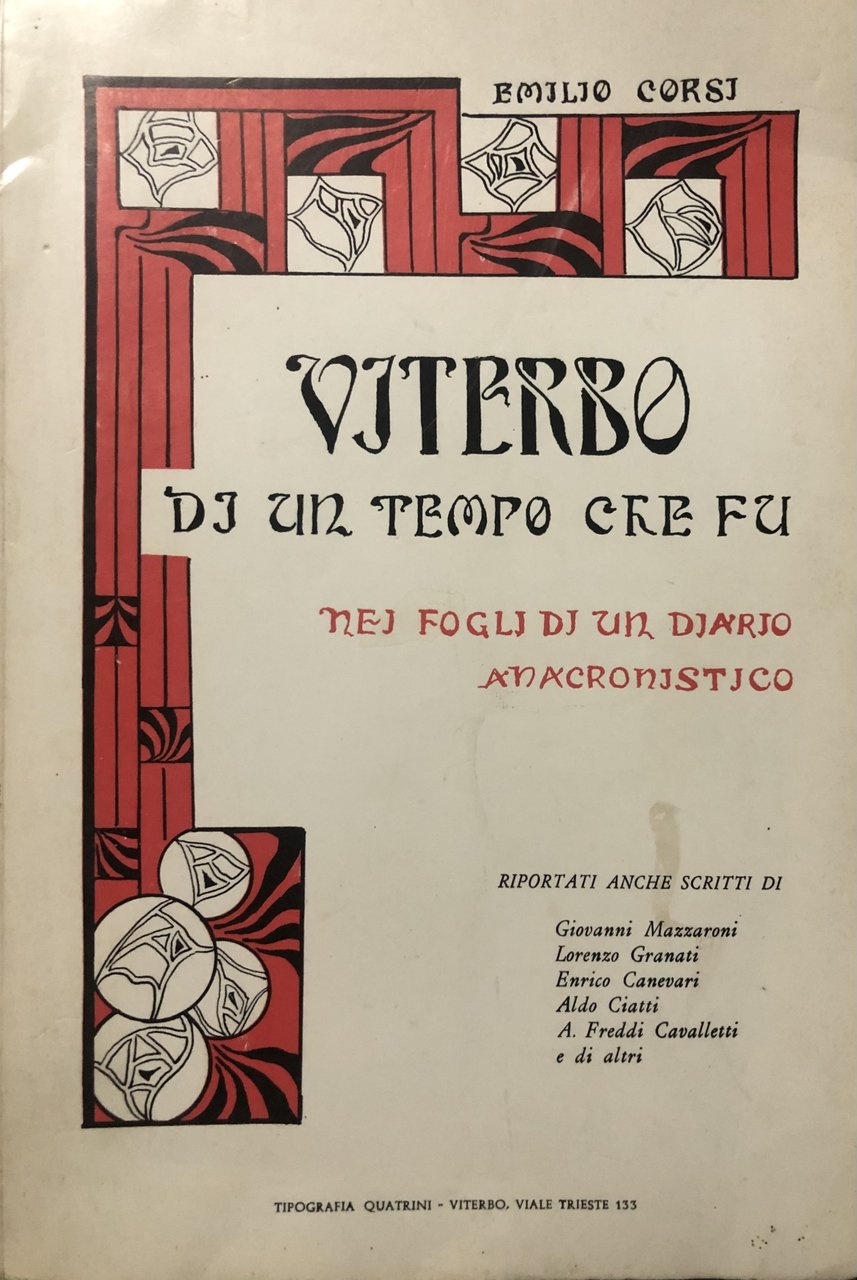 EMILIO CORSI
VITERBO
DI UN TEMPO CHE FU
NEI FOGLI DI UN DIARIO
ANACRONISTICO
RIPORTATI ANCHE SCRITTI DI
Giovanni Mazzaroni
Lorenzo Granati
Enrico Canevari
Aldo Ciatti
A. Freddi Cavalletti
e di altri
TIPOGRAFIA QUATRINI - VITERBO, VIALE TRIESTE 133